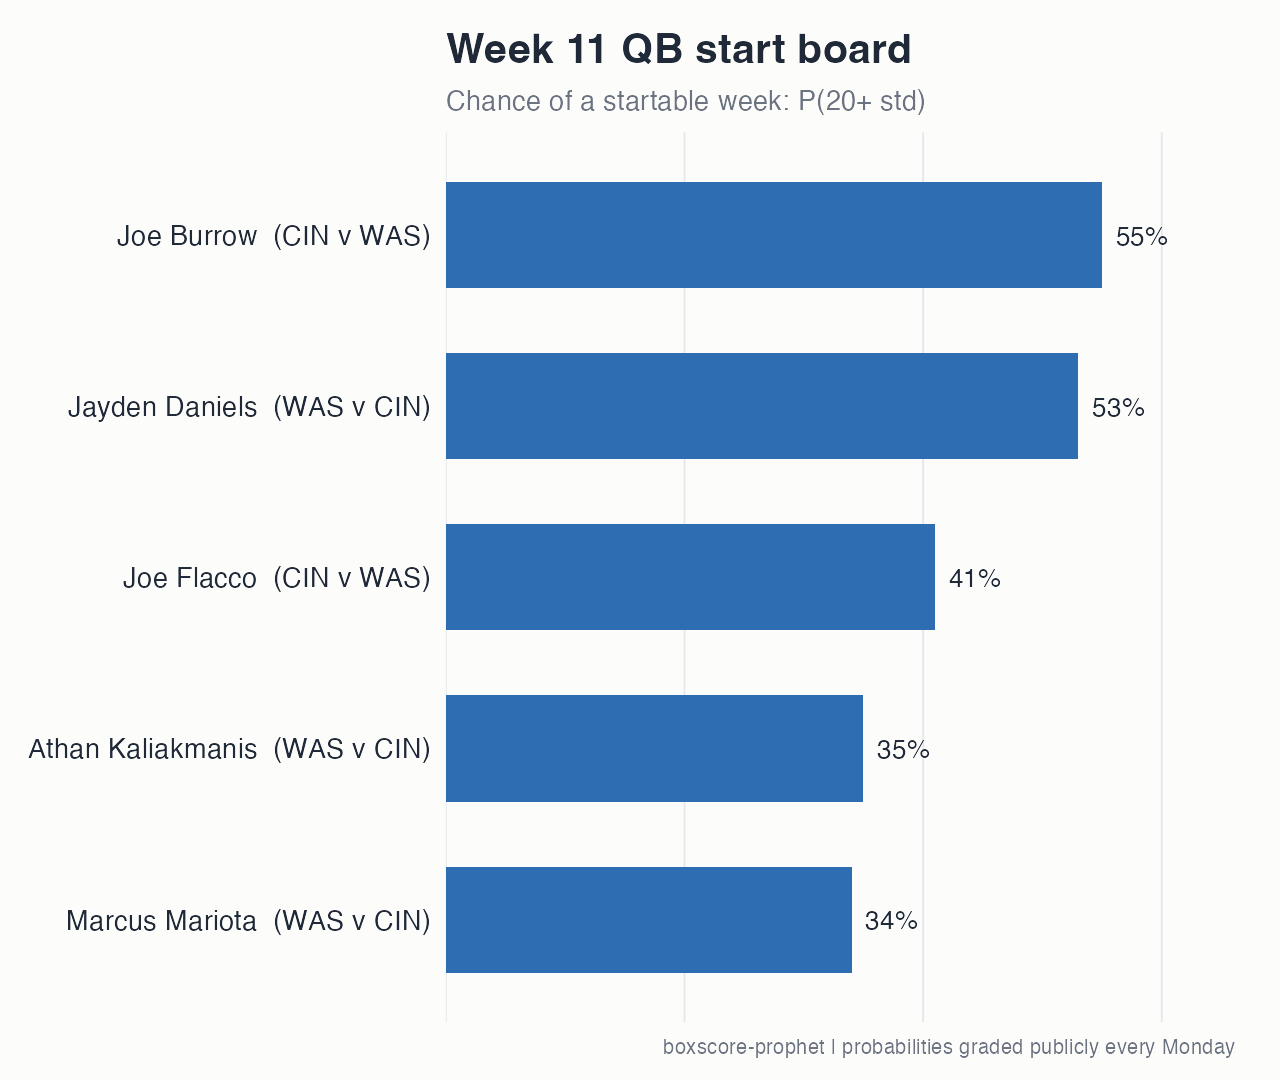 Week 11 QB start board
Chance of a startable week: P(20+ std)
Joe Burrow (CIN v WAS) 55%
Jayden Daniels (WAS v CIN) 53%
Joe Flacco (CIN v WAS) 41%
Athan Kaliakmanis (WAS v CIN) 35%
Marcus Mariota (WAS v CIN) 34%
boxscore-prophet | probabilities graded publicly every Monday